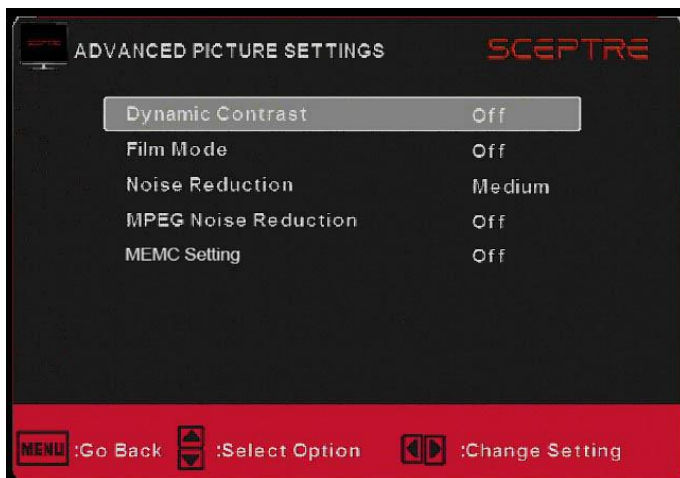 ADVANCED PICTURE SETTINGS SCEPTRE
Dynamic Contrast Off
Film Mode Off
Noise Reduction Medium
MPEG Noise Reduction Off
MEMC Setting Off
MENU :Go Back :Select Option :Change Setting